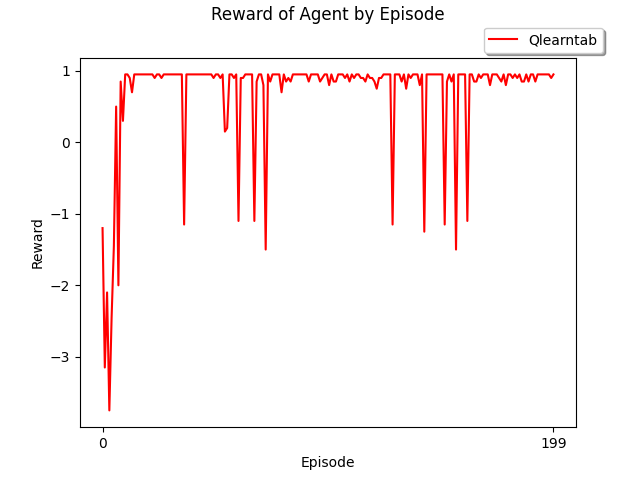 Reward of Agent by Episode
Qlearntab
1
0
−1
−2
−3
Reward
0
199
Episode